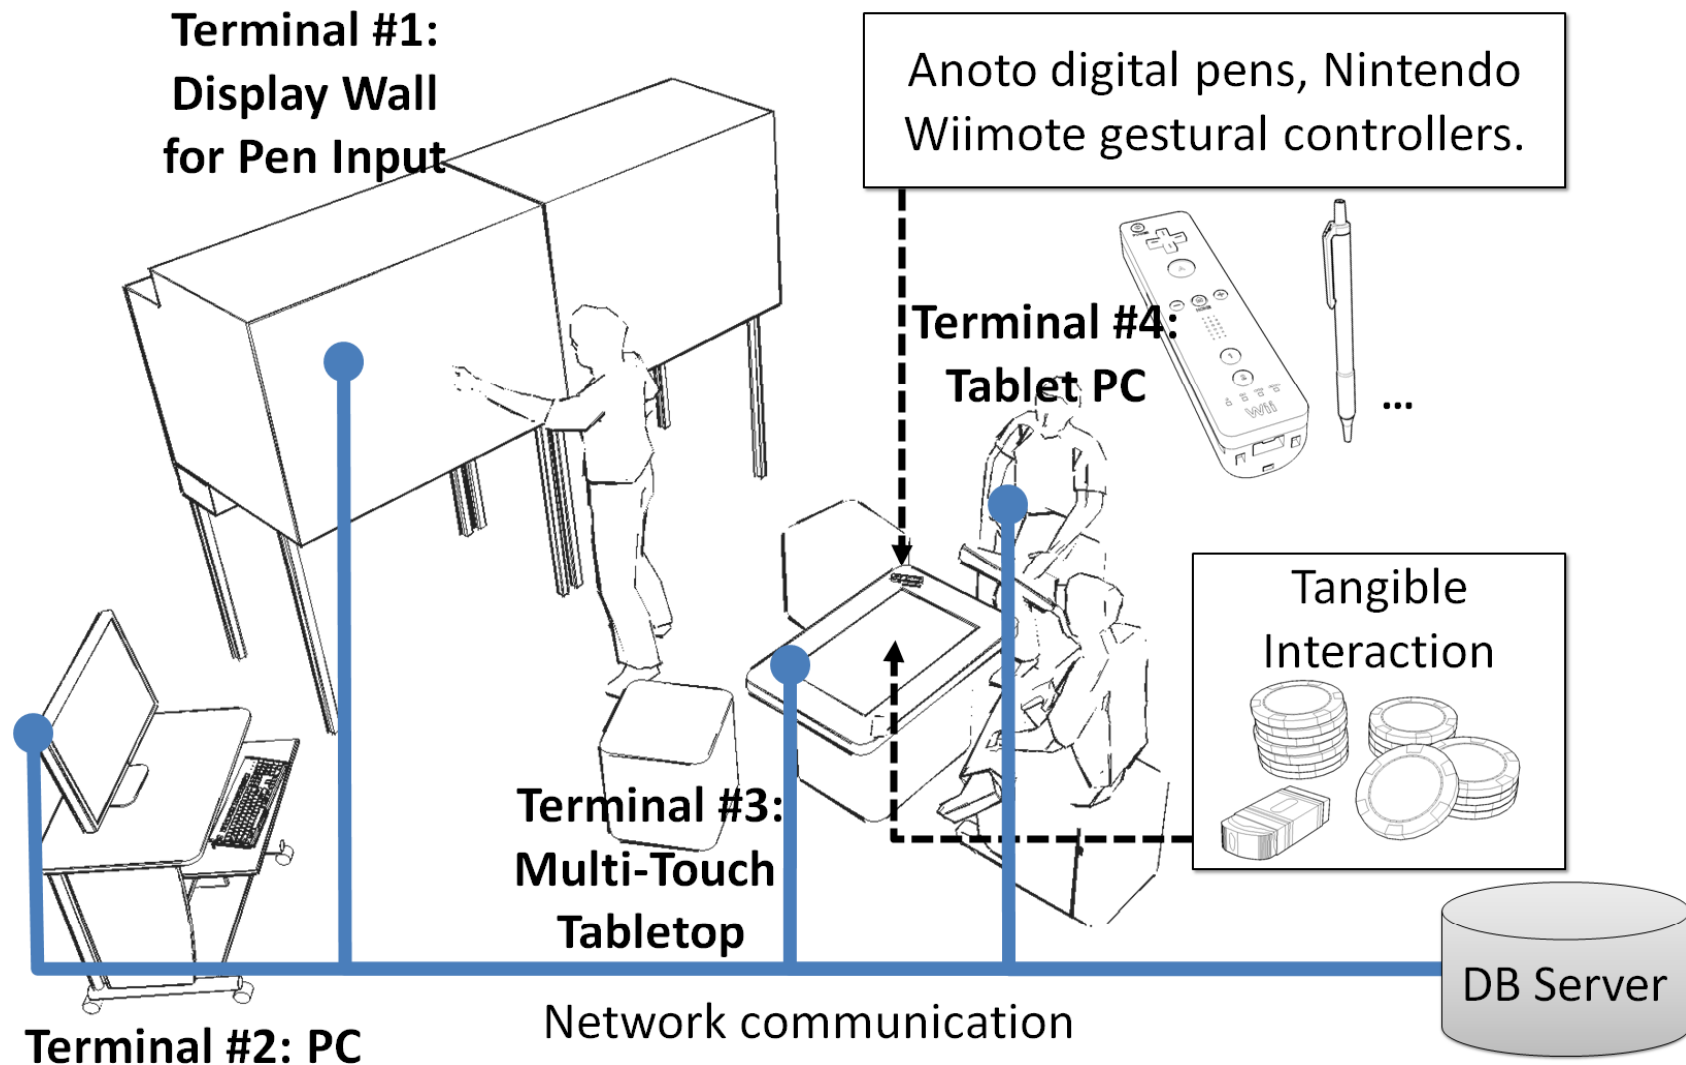 Terminal #1:
Display Wall
for Pen Input
Anoto digital pens, Nintendo
Wiimote gestural controllers.
Terminal #4:
Tablet PC
Wii
...
Tangible
Interaction
Terminal #3:
Multi-Touch
Tabletop
DB Server
Network communication
Terminal #2: PC